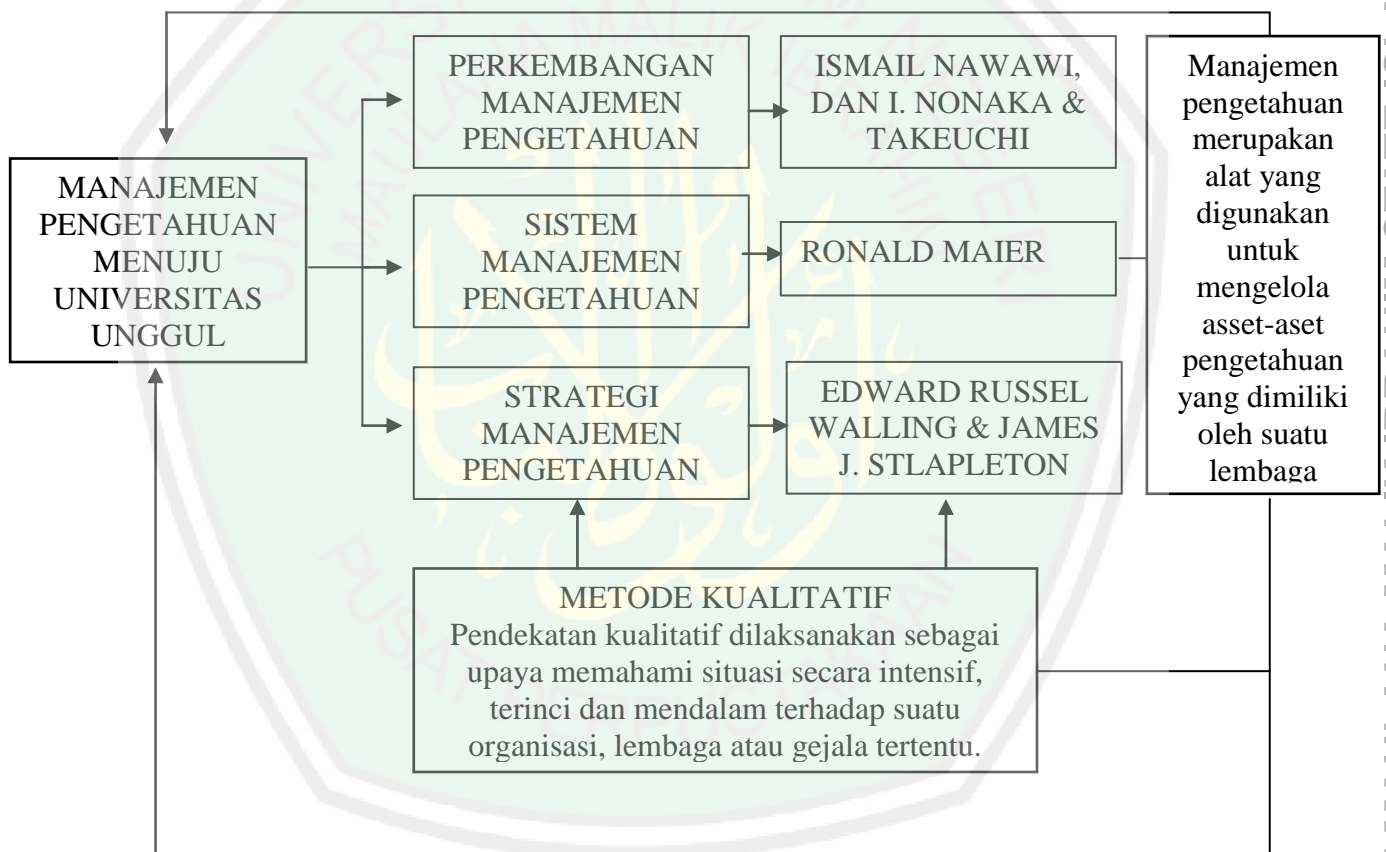 MANAJEMEN
PENGETAHUAN
MENUJU
UNIVERSITAS
UNGGUL
PERKEMBANGAN
MANAJEMEN
PENGETAHUAN
ISMAIL NAWAWI,
DAN I. NONAKA &
TAKEUCHI
SISTEM
MANAJEMEN
PENGETAHUAN
RONALD MAIER
STRATEGI
MANAJEMEN
PENGETAHUAN
EDWARD RUSSEL
WALLING & JAMES
J. STLAPLETON
Manajemen
pengetahuan
merupakan
alat yang
digunakan
untuk
mengelola
asset-aset
pengetahuan
yang dimiliki
oleh suatu
lembaga
METODE KUALITATIF
Pendekatan kualitatif dilaksanakan sebagai
upaya memahami situasi secara intensif,
terinci dan mendalam terhadap suatu
organisasi, lembaga atau gejala tertentu.
PUSAT PERPUSTAKAAN